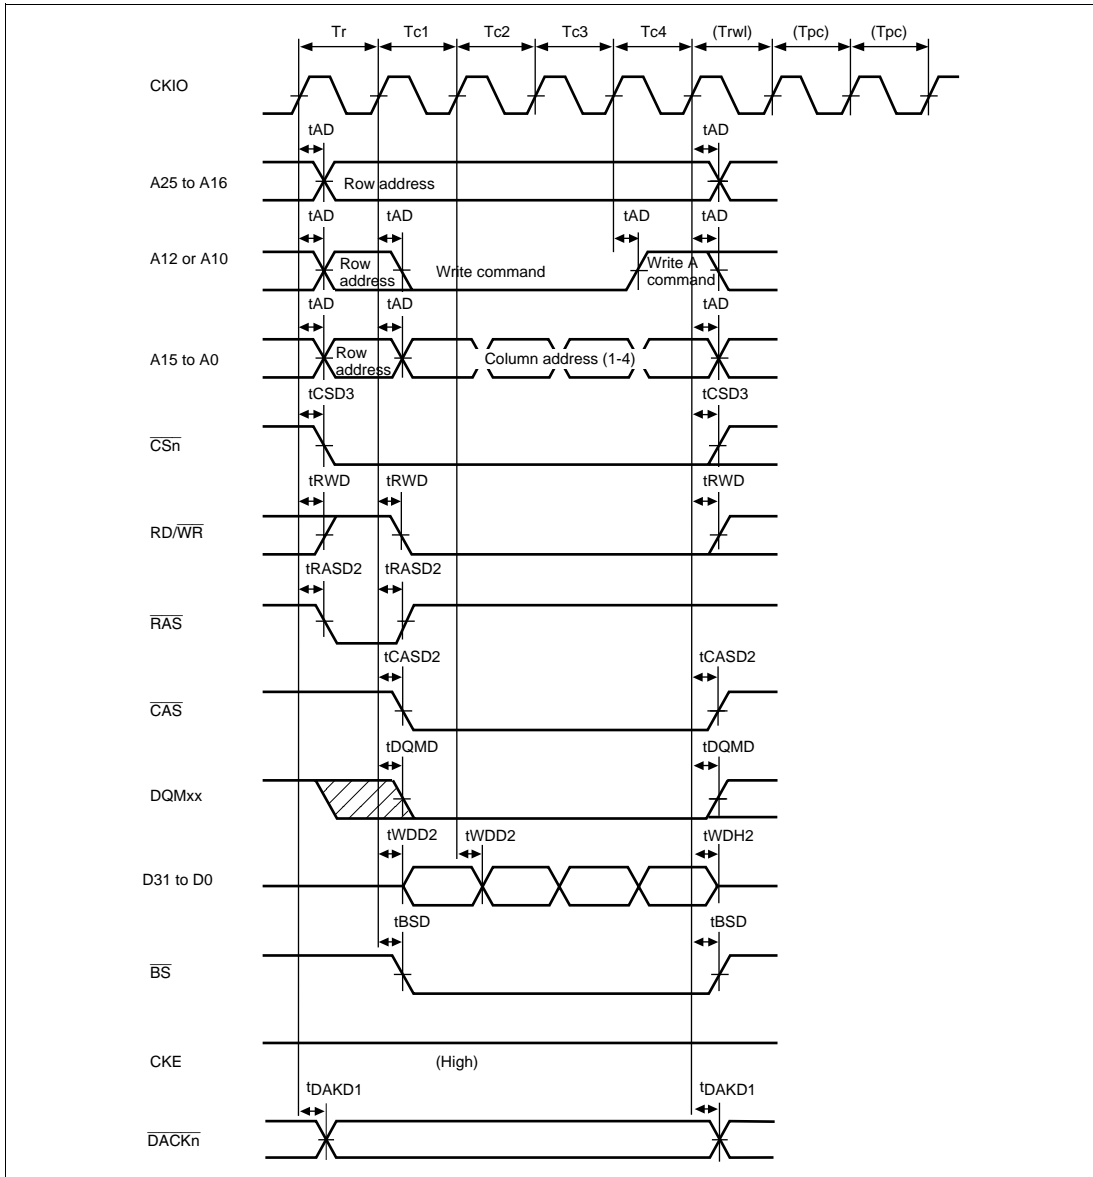 Tr Tc1 Tc2 Tc3 Tc4 (Trwl) (Tpc) (Tpc)
CKIO
tAD tAD
A25 to A16 Row address
tAD tAD tAD tAD
A12 or A10 Row address Write command Write A command
tAD tAD tAD
A15 to A0 Row address Column address (1-4)
tCSD3 tCSD3
CSn
tRWD tRWD tRWD
RD/WR
tRASD2 tRASD2
RAS
tCASD2 tCASD2
CAS
tDQMD tDQMD
DQMxx
tWDD2 tWDD2 tWDH2
D31 to D0
tBSD tBSD
BS
CKE (High)
tDAKD1 tDAKD1
DACKn